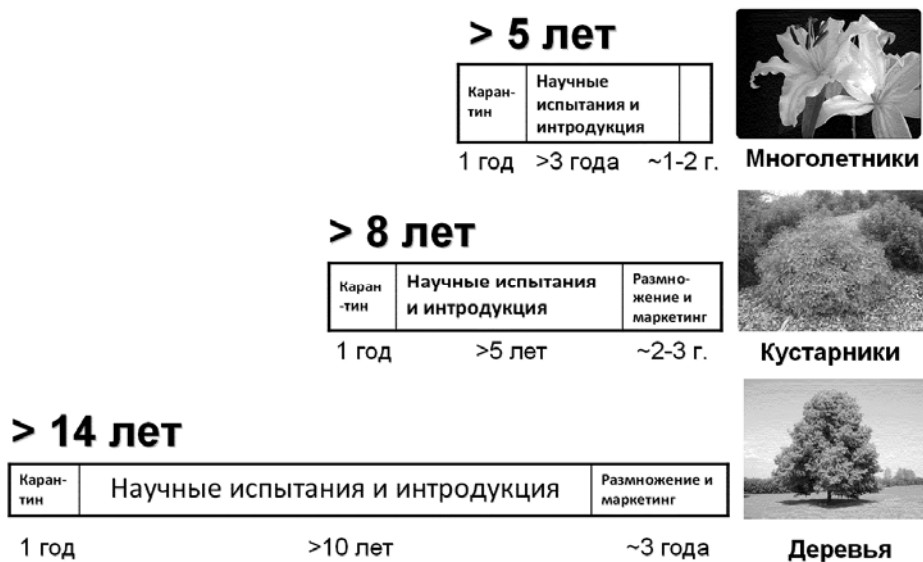 > 5 лет
Каран-
тин
Научные
испытания и
интродукция
1 год >3 года ~1-2 г.
Многолетники
> 8 лет
Каран
-тин
Научные испытания
и интродукция
Размно-
жение и
маркетинг
1 год >5 лет ~2-3 г.
Кустарники
> 14 лет
Каран-
тин
Научные испытания и интродукция
Размножение и
маркетинг
1 год >10 лет ~3 года
Деревья